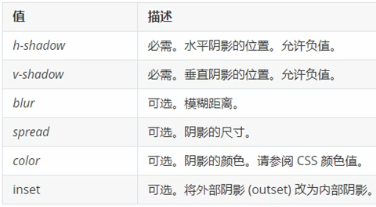 值 描述
h-shadow 必需。水平阴影的位置。允许负值。
v-shadow 必需。垂直阴影的位置。允许负值。
blur 可选。模糊距离。
spread 可选。阴影的尺寸。
color 可选。阴影的颜色。请参阅 CSS 颜色值。
inset 可选。将外部阴影 (outset) 改为内部阴影。